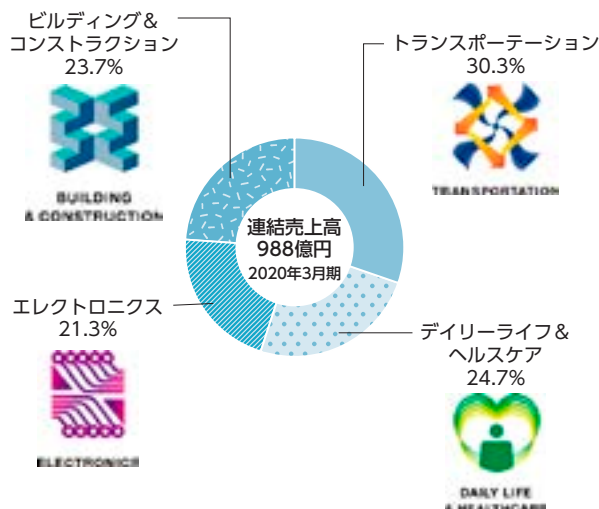 ビルディング＆
コンストラクション
23.7%
BUILDING
& CONSTRUCTION
トランスポーテーション
30.3%
TRANSPORTATION
連結売上高
988億円
2020年3月期
エレクトロニクス
21.3%
ELECTRONICS
デイリーライフ＆
ヘルスケア
24.7%
DAILY LIFE
& HEALTHCARE